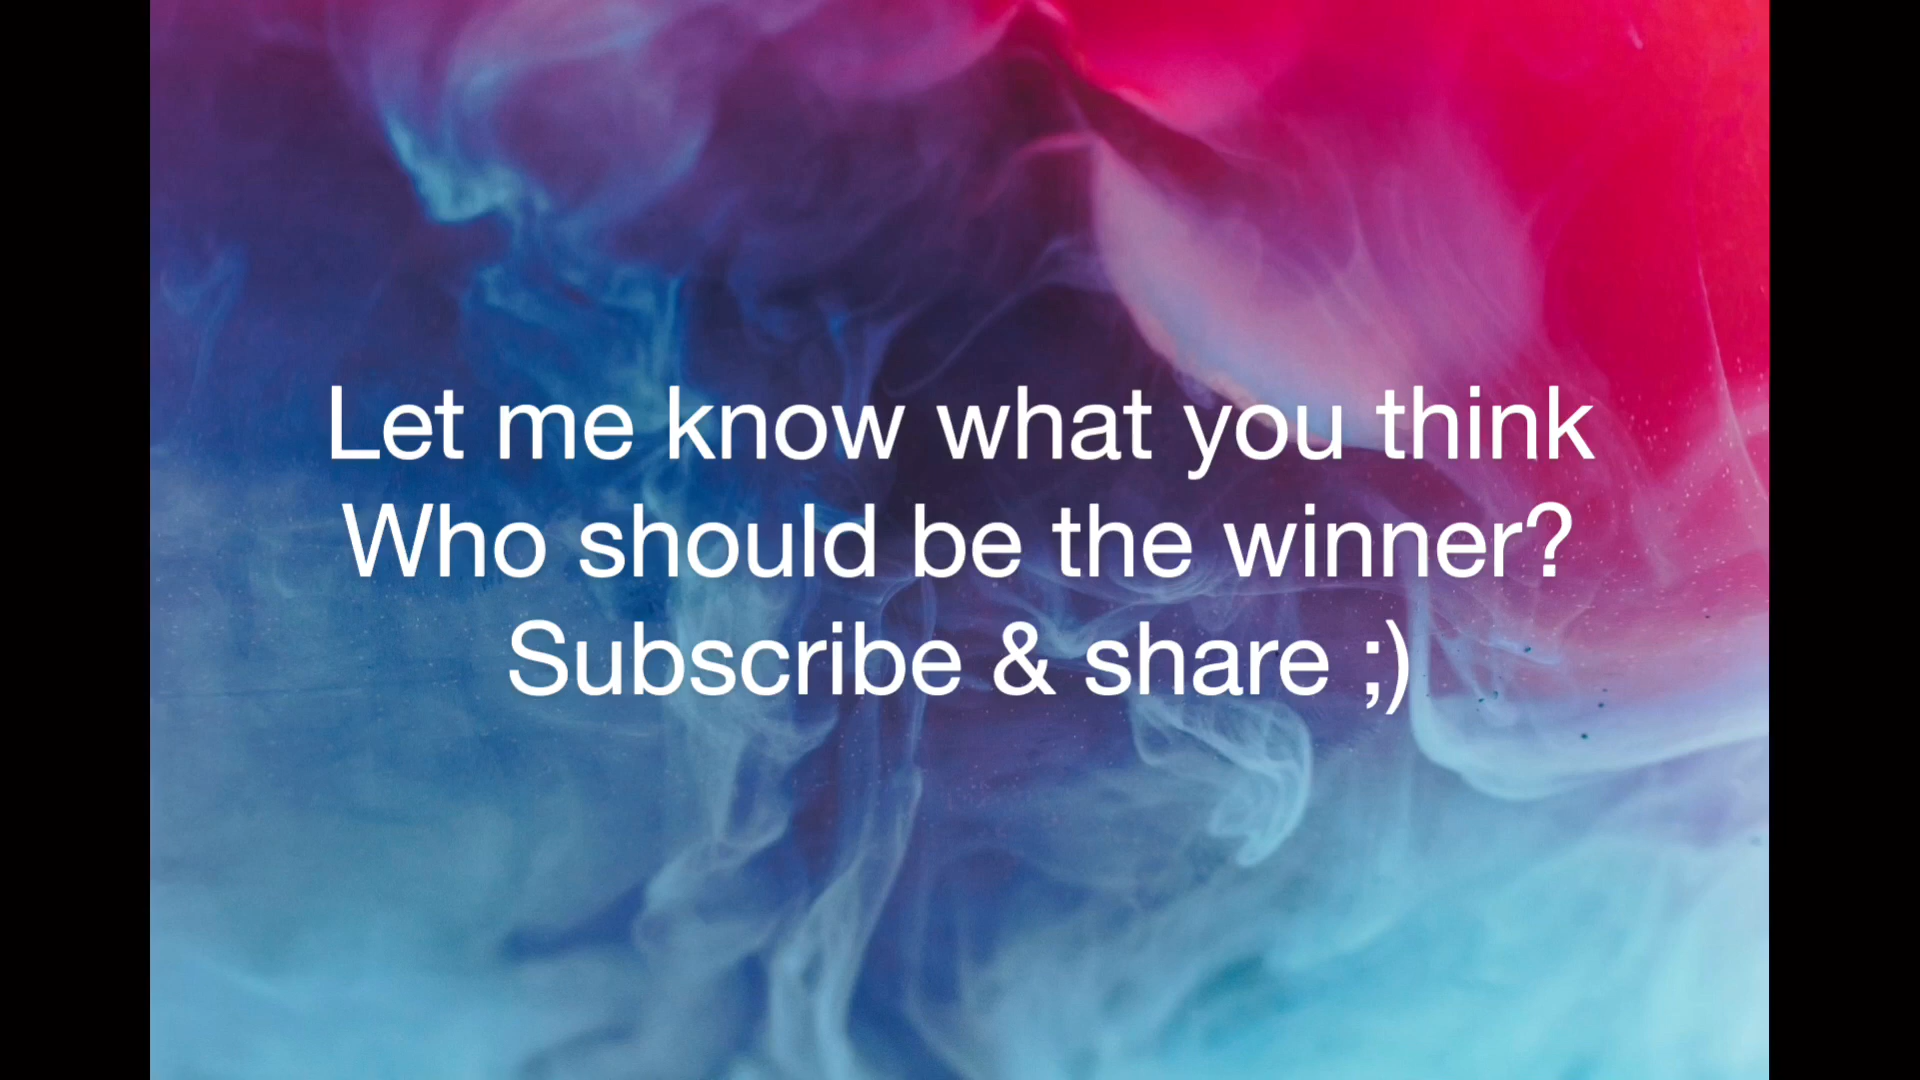 Let me know what you think
Who should be the winner?
Subscribe & share ;)